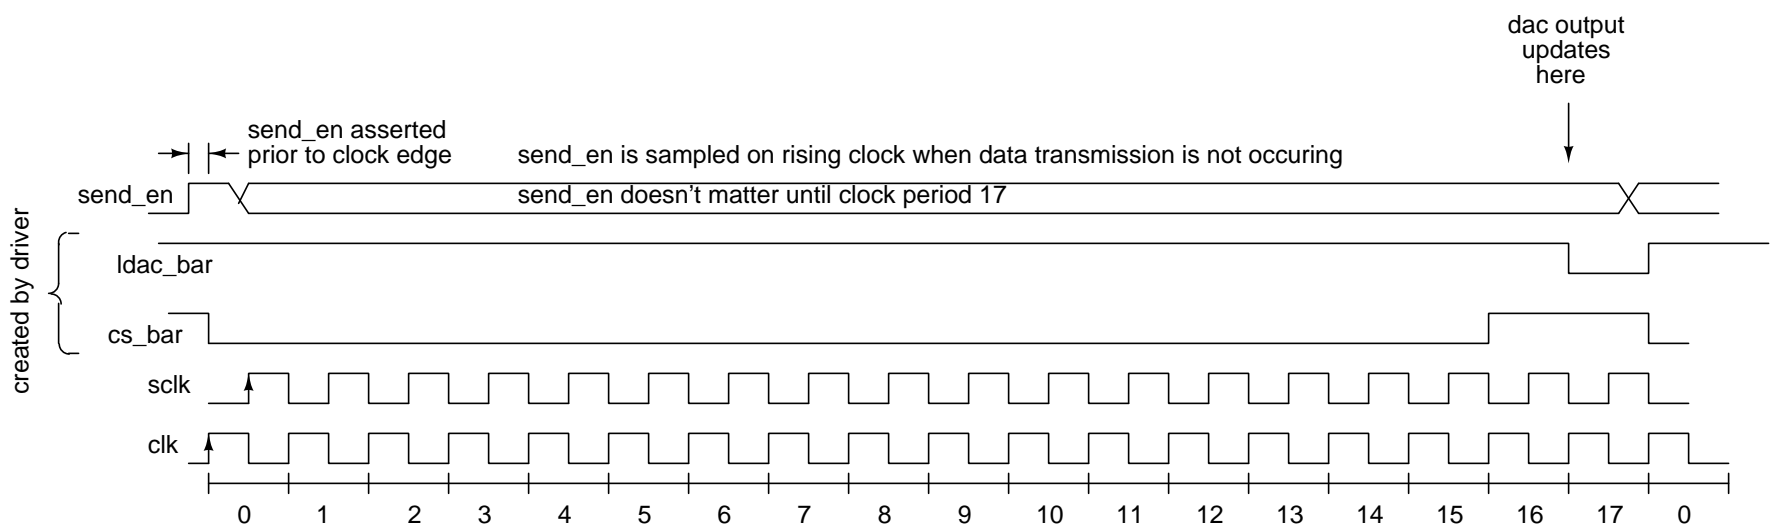 dac output
updates
here
send_en asserted
prior to clock edge
send_en is sampled on rising clock when data transmission is not occuring
send_en
send_en doesn't matter until clock period 17
created by driver
ldac_bar
cs_bar
sclk
clk
0 1 2 3 4 5 6 7 8 9 10 11 12 13 14 15 16 17 0